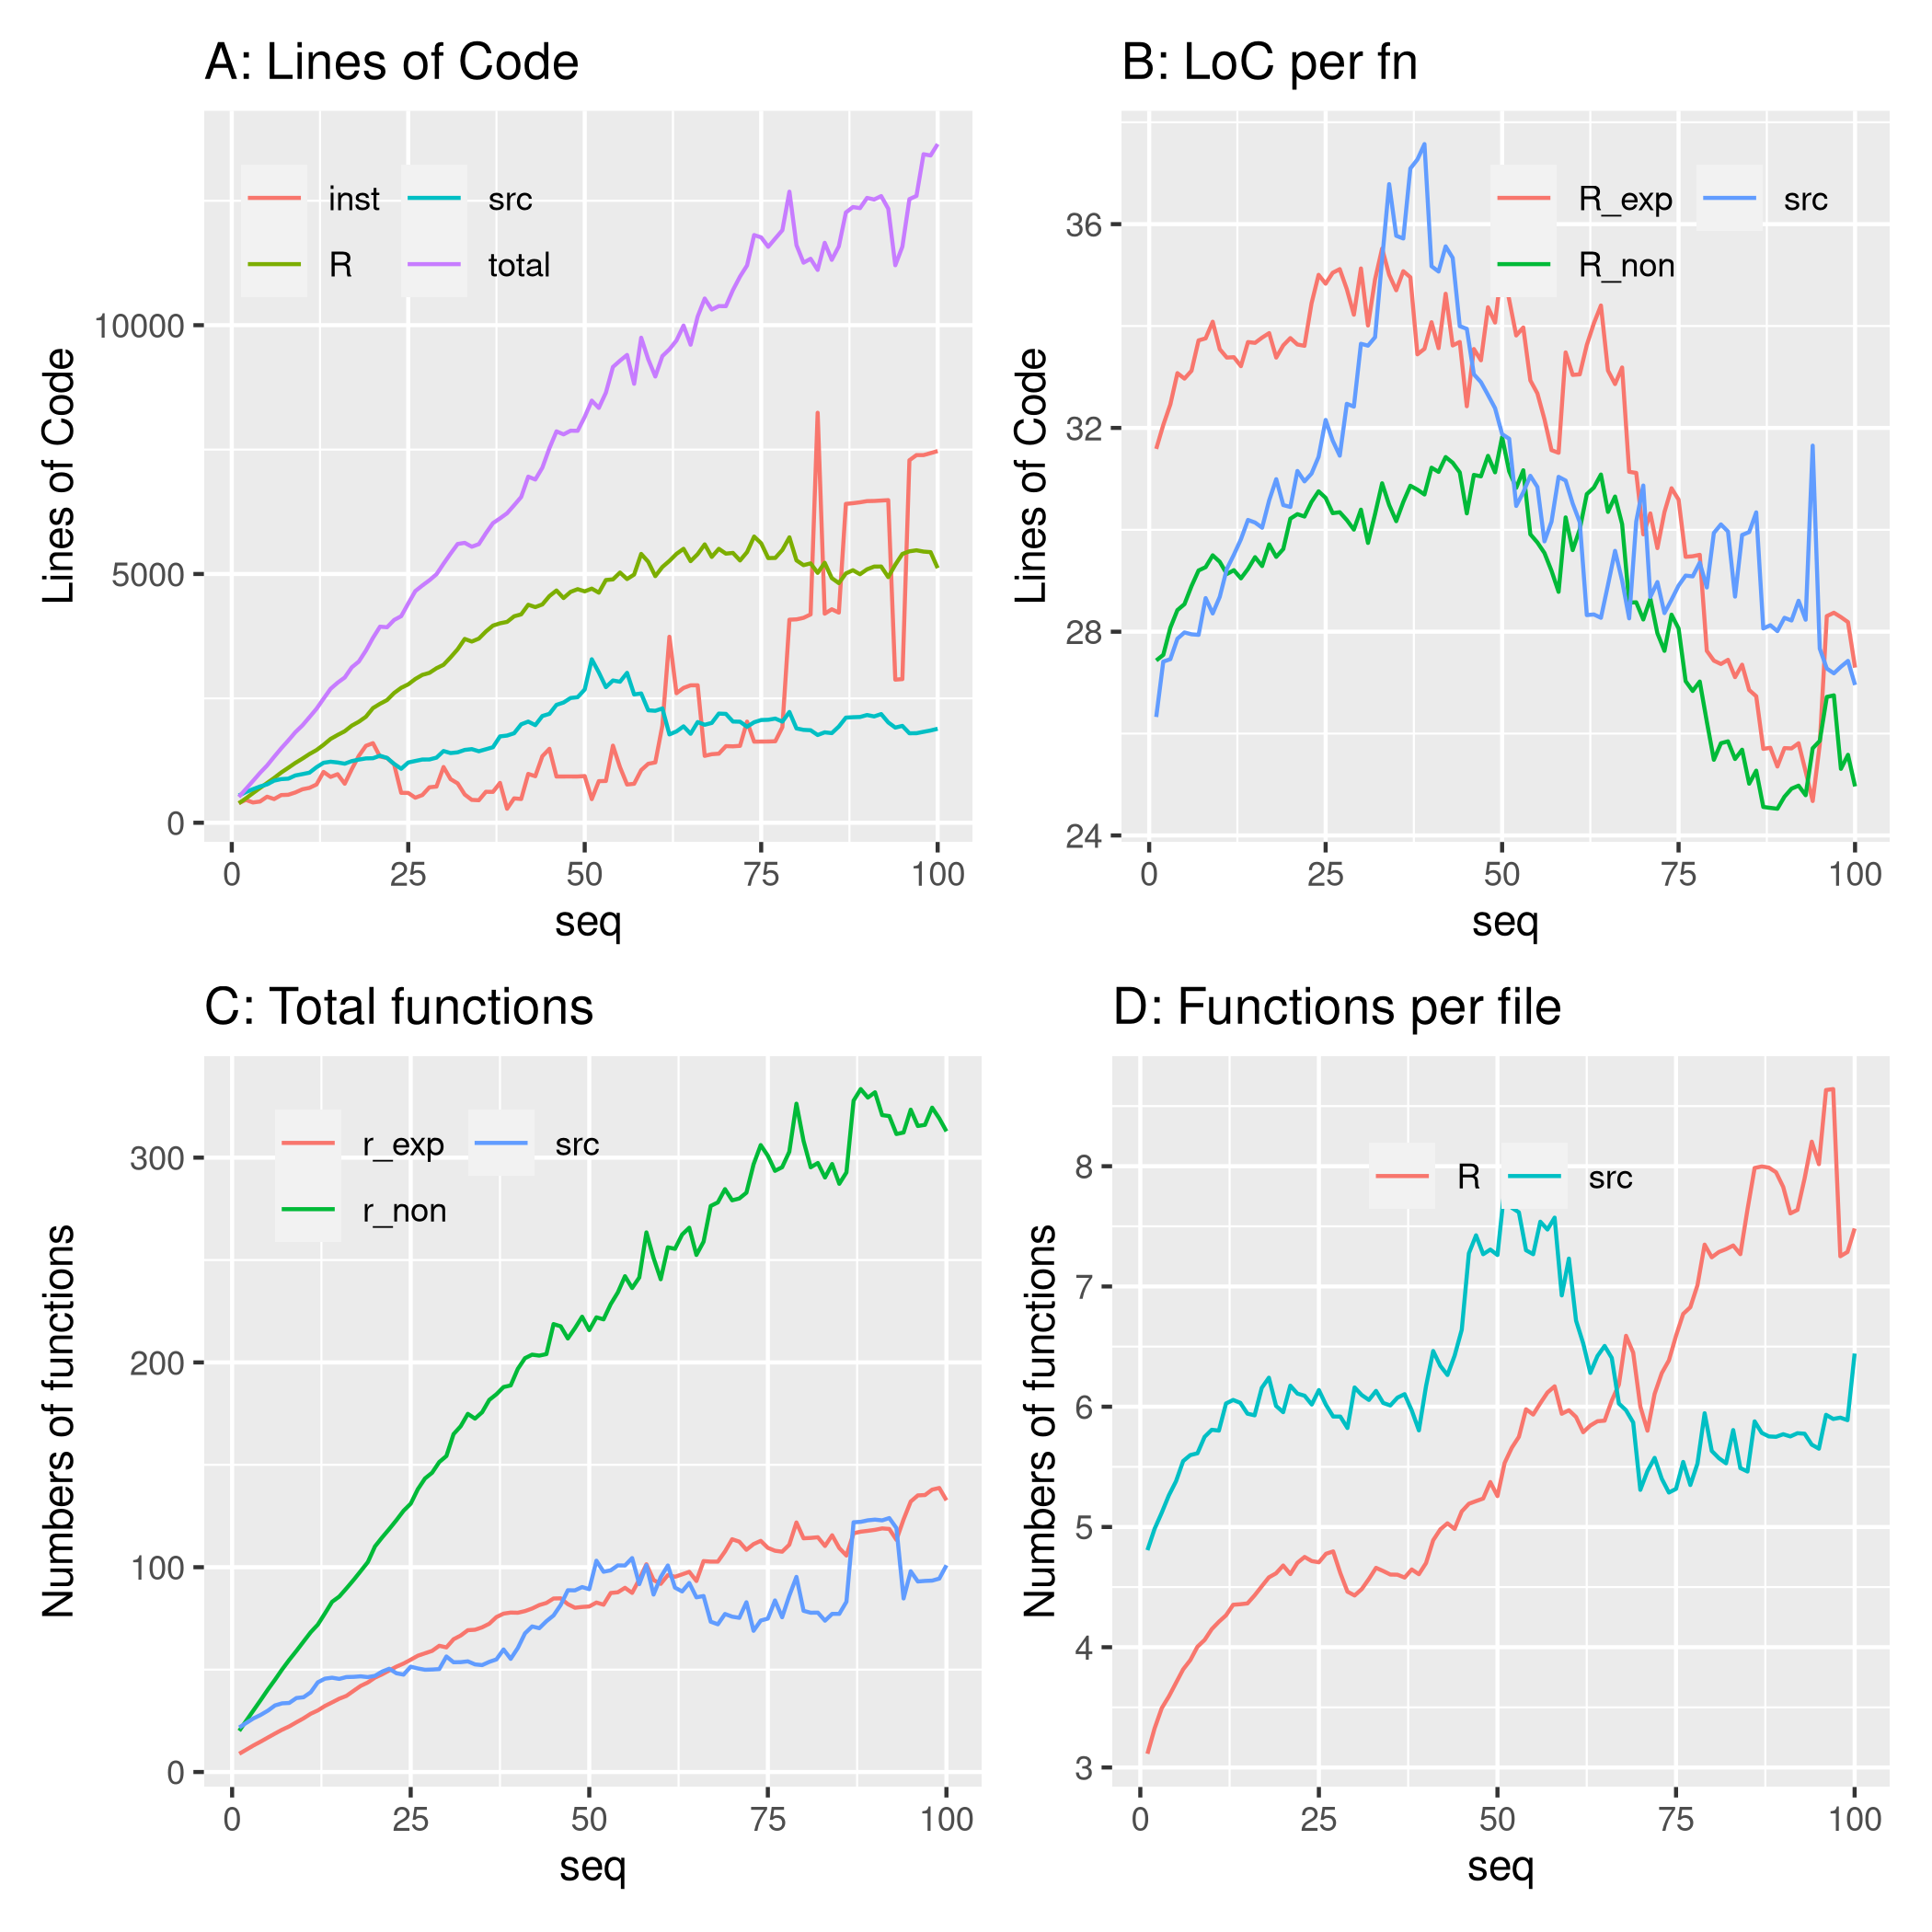 A: Lines of Code
inst
src
R
total
10000
5000
0
Lines of Code
0 25 50 75 100
seq
B: LoC per fn
R_exp
src
R_non
36
32
28
24
Lines of Code
0 25 50 75 100
seq
C: Total functions
r_exp
src
r_non
300
200
100
0
Numbers of functions
0 25 50 75 100
seq
D: Functions per file
R
src
8
7
6
5
4
3
Numbers of functions
0 25 50 75 100
seq